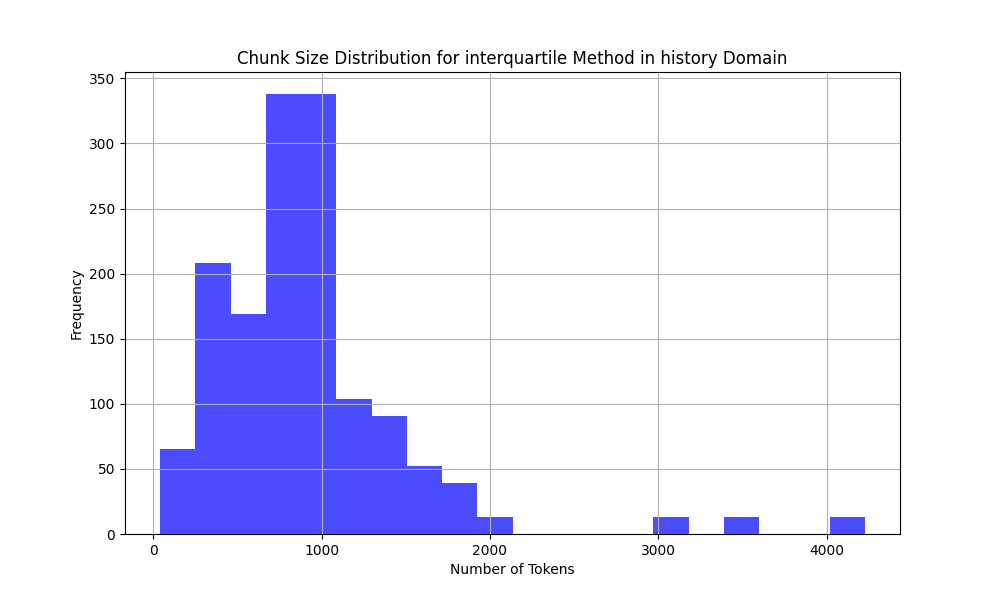 Chunk Size Distribution for interquartile Method in history Domain
350
300
250
200
150
100
50
0
Frequency
0 1000 2000 3000 4000
Number of Tokens